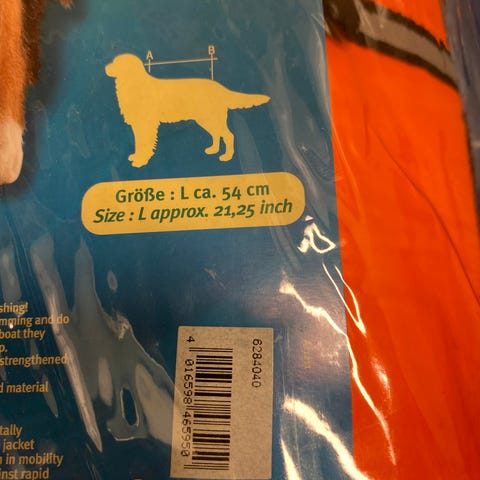 A B
Größe : L ca. 54 cm
Size : L approx. 21,25 inch
shing!
mming and do
boat they
p.
strengthened,
d material
tally
jacket
n in mobility
inst rapid
6284040
4 016598 465950